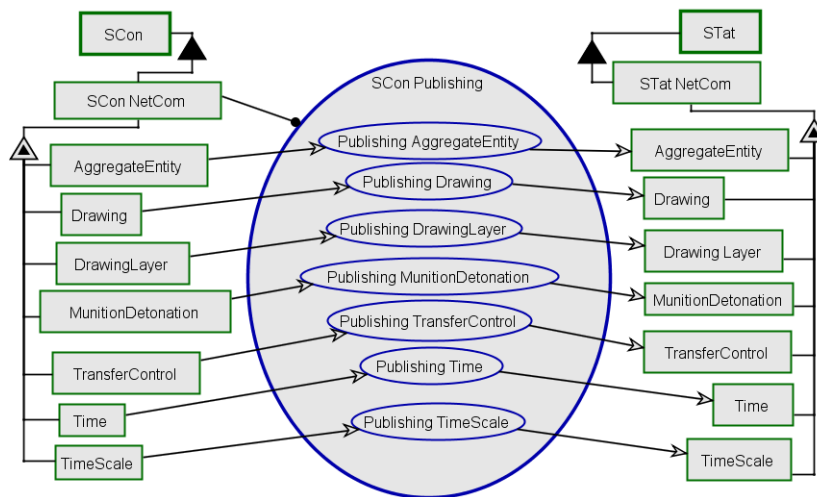 SCon
STat
SCon Publishing
SCon NetCom
STat NetCom
AggregateEntity
Publishing AggregateEntity
AggregateEntity
Drawing
Publishing Drawing
Drawing
DrawingLayer
Publishing DrawingLayer
Drawing Layer
MunitionDetonation
Publishing MunitionDetonation
MunitionDetonation
TransferControl
Publishing TransferControl
TransferControl
Time
Publishing Time
Time
TimeScale
Publishing TimeScale
TimeScale